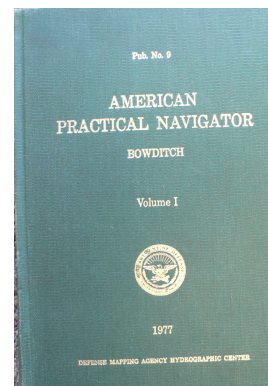 Pub. No. 9
AMERICAN
PRACTICAL NAVIGATOR
BOWDITCH
Volume I
1977
DEFENSE MAPPING AGENCY HYDROGRAPHIC CENTER